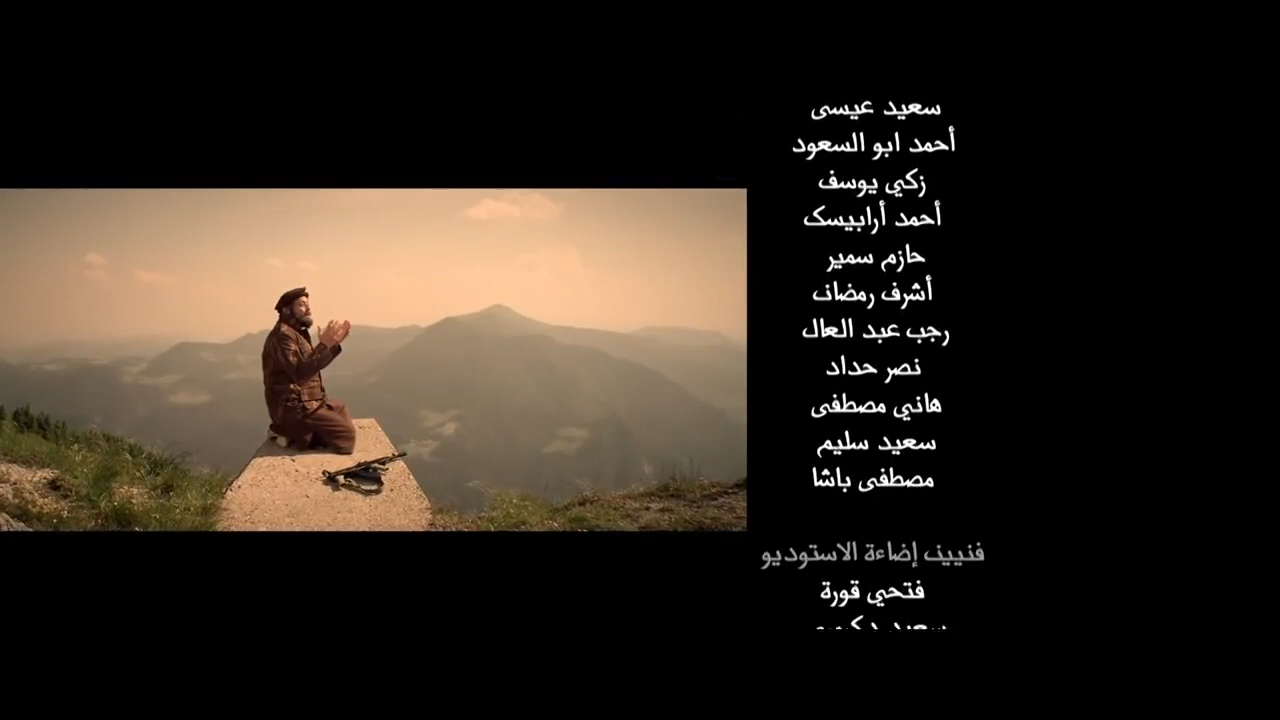 سعيد عيسى
أحمد ابو السعود
زكي يوسف
أحمد أرابيسك
حازم سمير
أشرف رمضان
رجب عبد العال
نصر حداد
هاني مصطفى
سعيد سليم
مصطفى باشا
فنيين إضاءة الاستوديو
فتحي قورة
سعيد